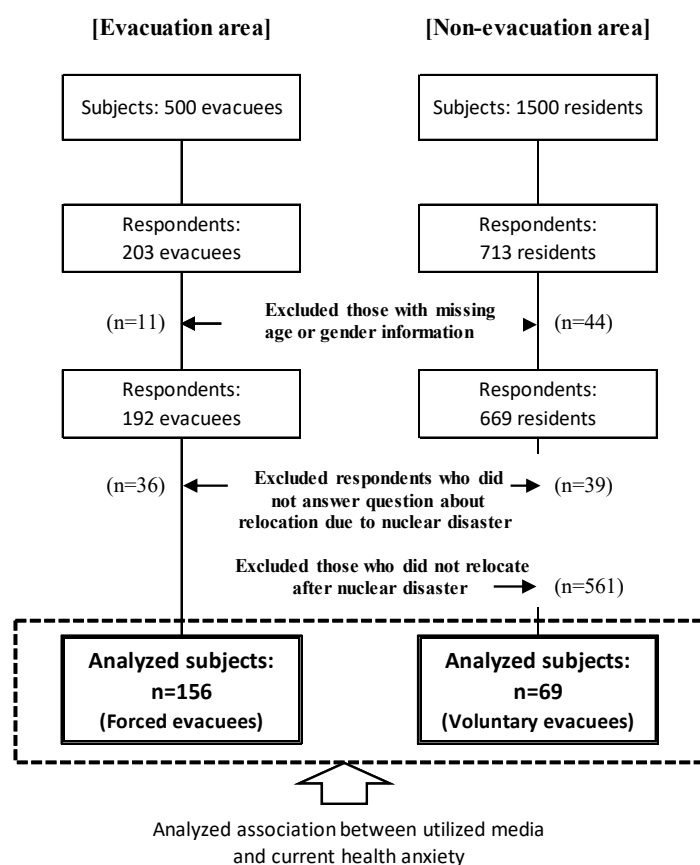 [Evacuation area]
[Non-evacuation area]
Subjects: 500 evacuees
Subjects: 1500 residents
Respondents:
203 evacuees
Respondents:
713 residents
(n=11)
Excluded those with missing
age or gender information
(n=44)
Respondents:
192 evacuees
Respondents:
669 residents
(n=36)
Excluded respondents who did
not answer question about
relocation due to nuclear disaster
(n=39)
Excluded those who did not relocate
after nuclear disaster
(n=561)
Analyzed subjects:
n=156
(Forced evacuees)
Analyzed subjects:
n=69
(Voluntary evacuees)
Analyzed association between utilized media
and current health anxiety